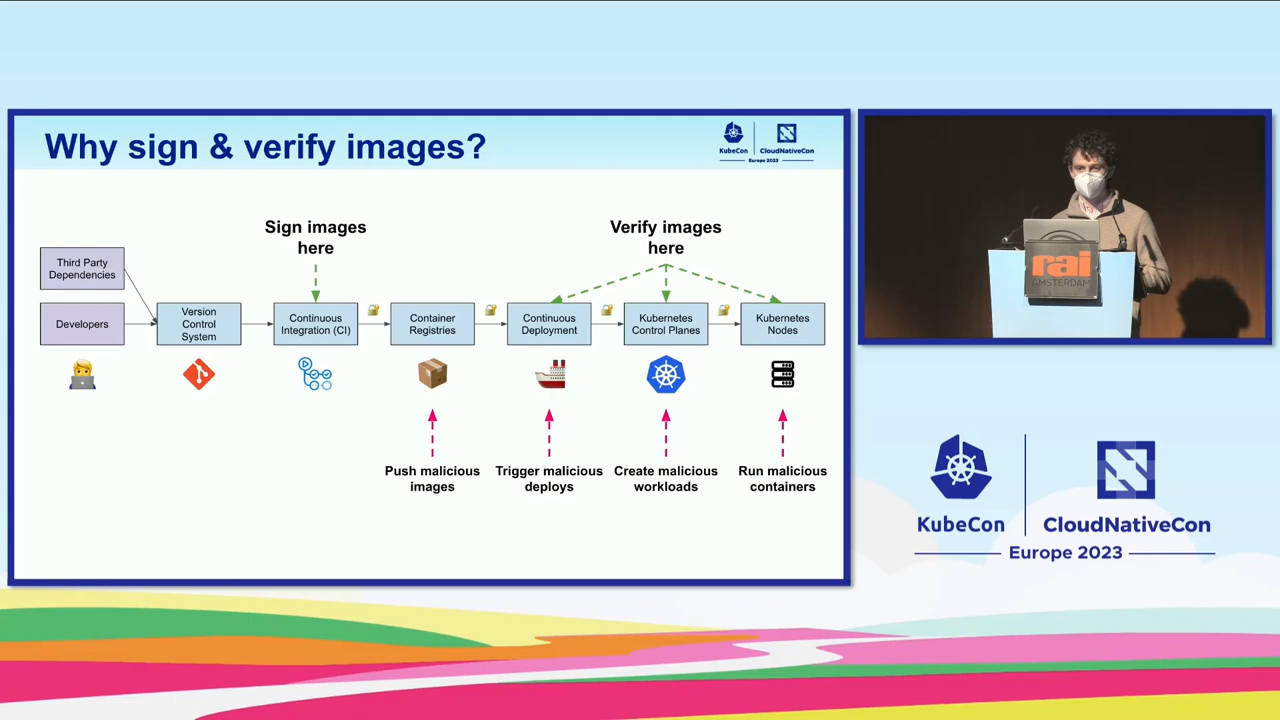 Why sign & verify images?
KubeCon
CloudNativeCon
Europe 2023
Sign images
here
Verify images
here
Third Party
Dependencies
Developers
Version
Control
System
Continuous
Integration (CI)
Container
Registries
Continuous
Deployment
Kubernetes
Control Planes
Kubernetes
Nodes
Push malicious
images
Trigger malicious
deploys
Create malicious
workloads
Run malicious
containers
rai
AMSTERDAM
KubeCon
CloudNativeCon
Europe 2023